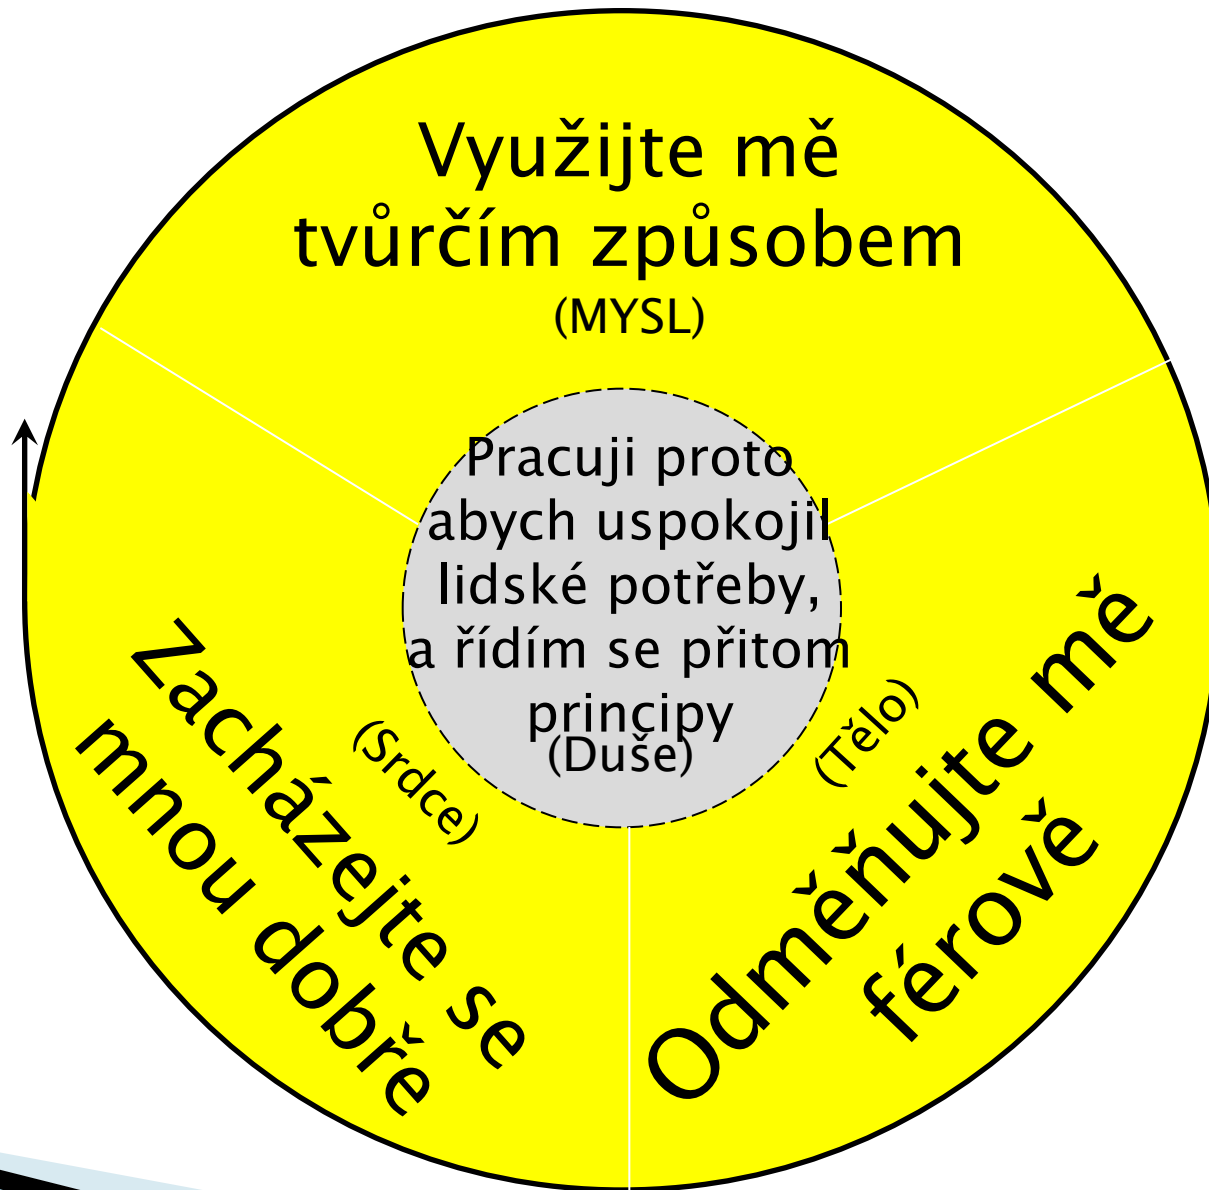 Využijte mě
tvůrčím způsobem
(MYSL)
Pracuji proto
abych uspokojil
lidské potřeby,
a řídím se přitom
principy
(Duše)
Zacházejte se
mnou dobře
(Srdce)
(Tělo)
Odměňujte mě
férově